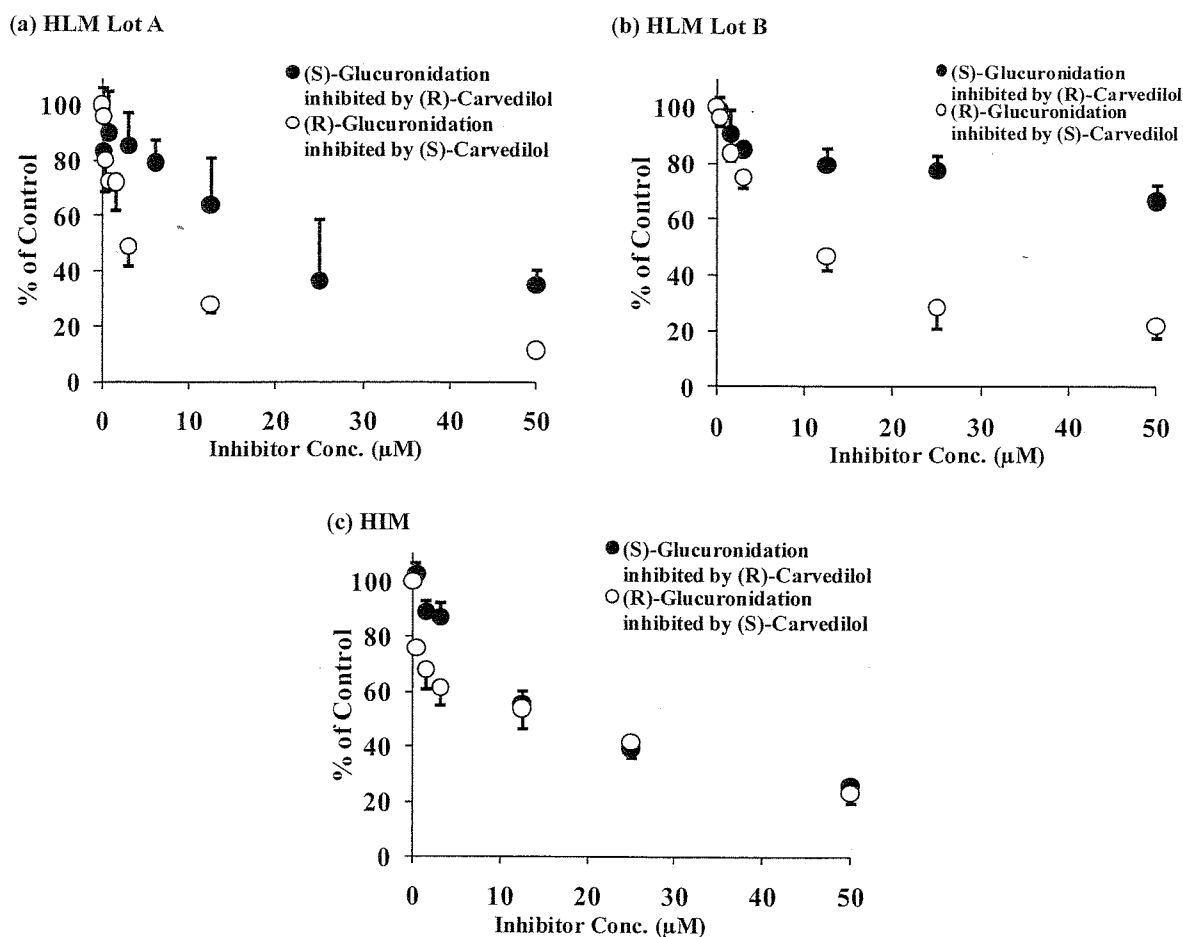 (a) HLM Lot A
(S)-Glucuronidation
inhibited by (R)-Carvedilol
(R)-Glucuronidation
inhibited by (S)-Carvedilol
% of Control
100
80
60
40
20
0
0 10 20 30 40 50
Inhibitor Conc. (μM)
(b) HLM Lot B
(S)-Glucuronidation
inhibited by (R)-Carvedilol
(R)-Glucuronidation
inhibited by (S)-Carvedilol
% of Control
100
80
60
40
20
0
0 10 20 30 40 50
Inhibitor Conc. (μM)
(c) HIM
(S)-Glucuronidation
inhibited by (R)-Carvedilol
(R)-Glucuronidation
inhibited by (S)-Carvedilol
% of Control
100
80
60
40
20
0
0 10 20 30 40 50
Inhibitor Conc. (μM)